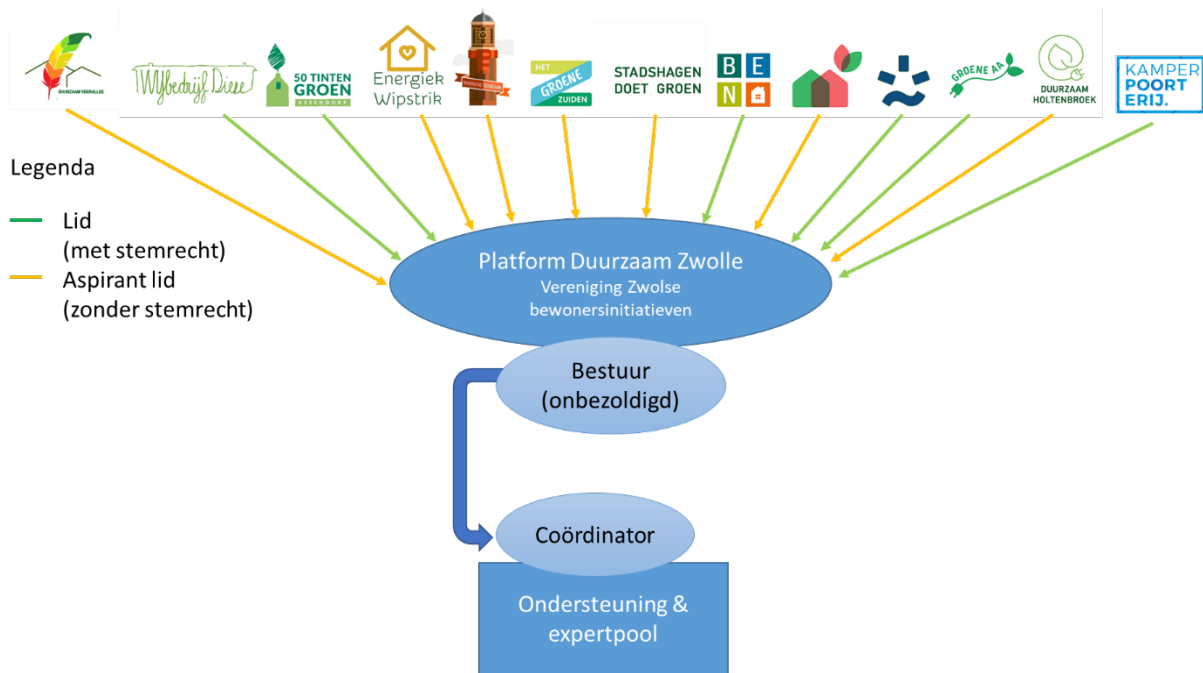 DUURZAAM VEERALLEE
Wijbedrijf Dieze
50 TINTEN
GROEN
ASSENDORP
Energiek
Wipstrik
HET
GROENE
ZUIDEN
STADSHAGEN
DOET GROEN
B E
N
GROENE AA
DUURZAAM
HOLTENBROEK
KAMPER
POORT
ERIJ.
Legenda
Lid
(met stemrecht)
Aspirant lid
(zonder stemrecht)
Platform Duurzaam Zwolle
Vereniging Zwolse
bewonersinitiatieven
Bestuur
(onbezoldigd)
Coördinator
Ondersteuning &
expertpool